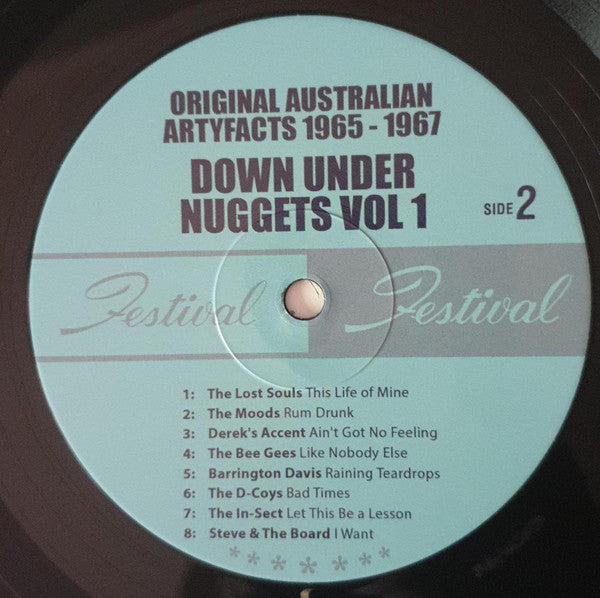 ORIGINAL AUSTRALIAN
ARTYFACTS 1965 - 1967
DOWN UNDER
NUGGETS VOL 1
SIDE 2
Festival Festival
1: The Lost Souls This Life of Mine
2: The Moods Rum Drunk
3: Derek's Accent Ain't Got No Feeling
4: The Bee Gees Like Nobody Else
5: Barrington Davis Raining Teardrops
6: The D-Coys Bad Times
7: The In-Sect Let This Be a Lesson
8: Steve & The Board I Want
* * * * * * *